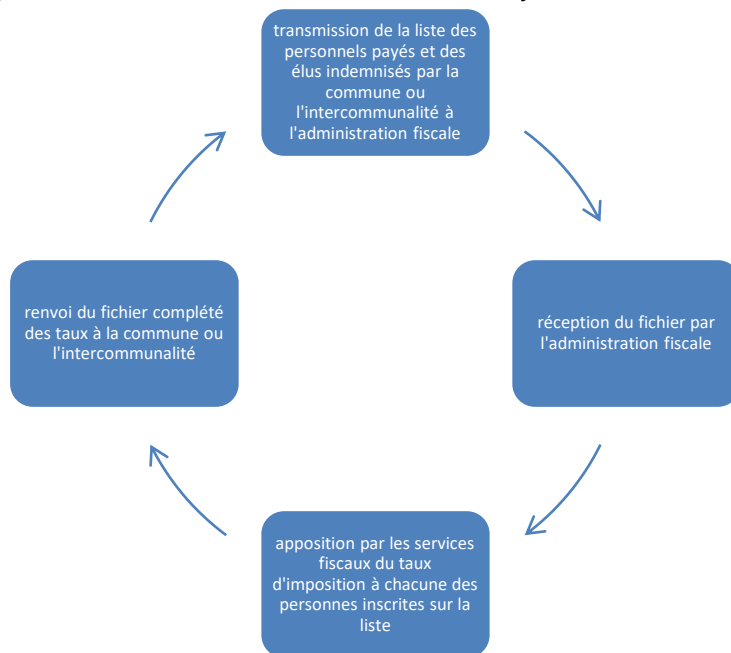 transmission de la liste des
personnels payés et des
élus indemnisés par la
commune ou
l'intercommunalité à
l'administration fiscale
réception du fichier par
l'administration fiscale
apposition par les services
fiscaux du taux
d'imposition à chacune des
personnes inscrites sur la
liste
renvoi du fichier complété
des taux à la commune ou
l'intercommunalité